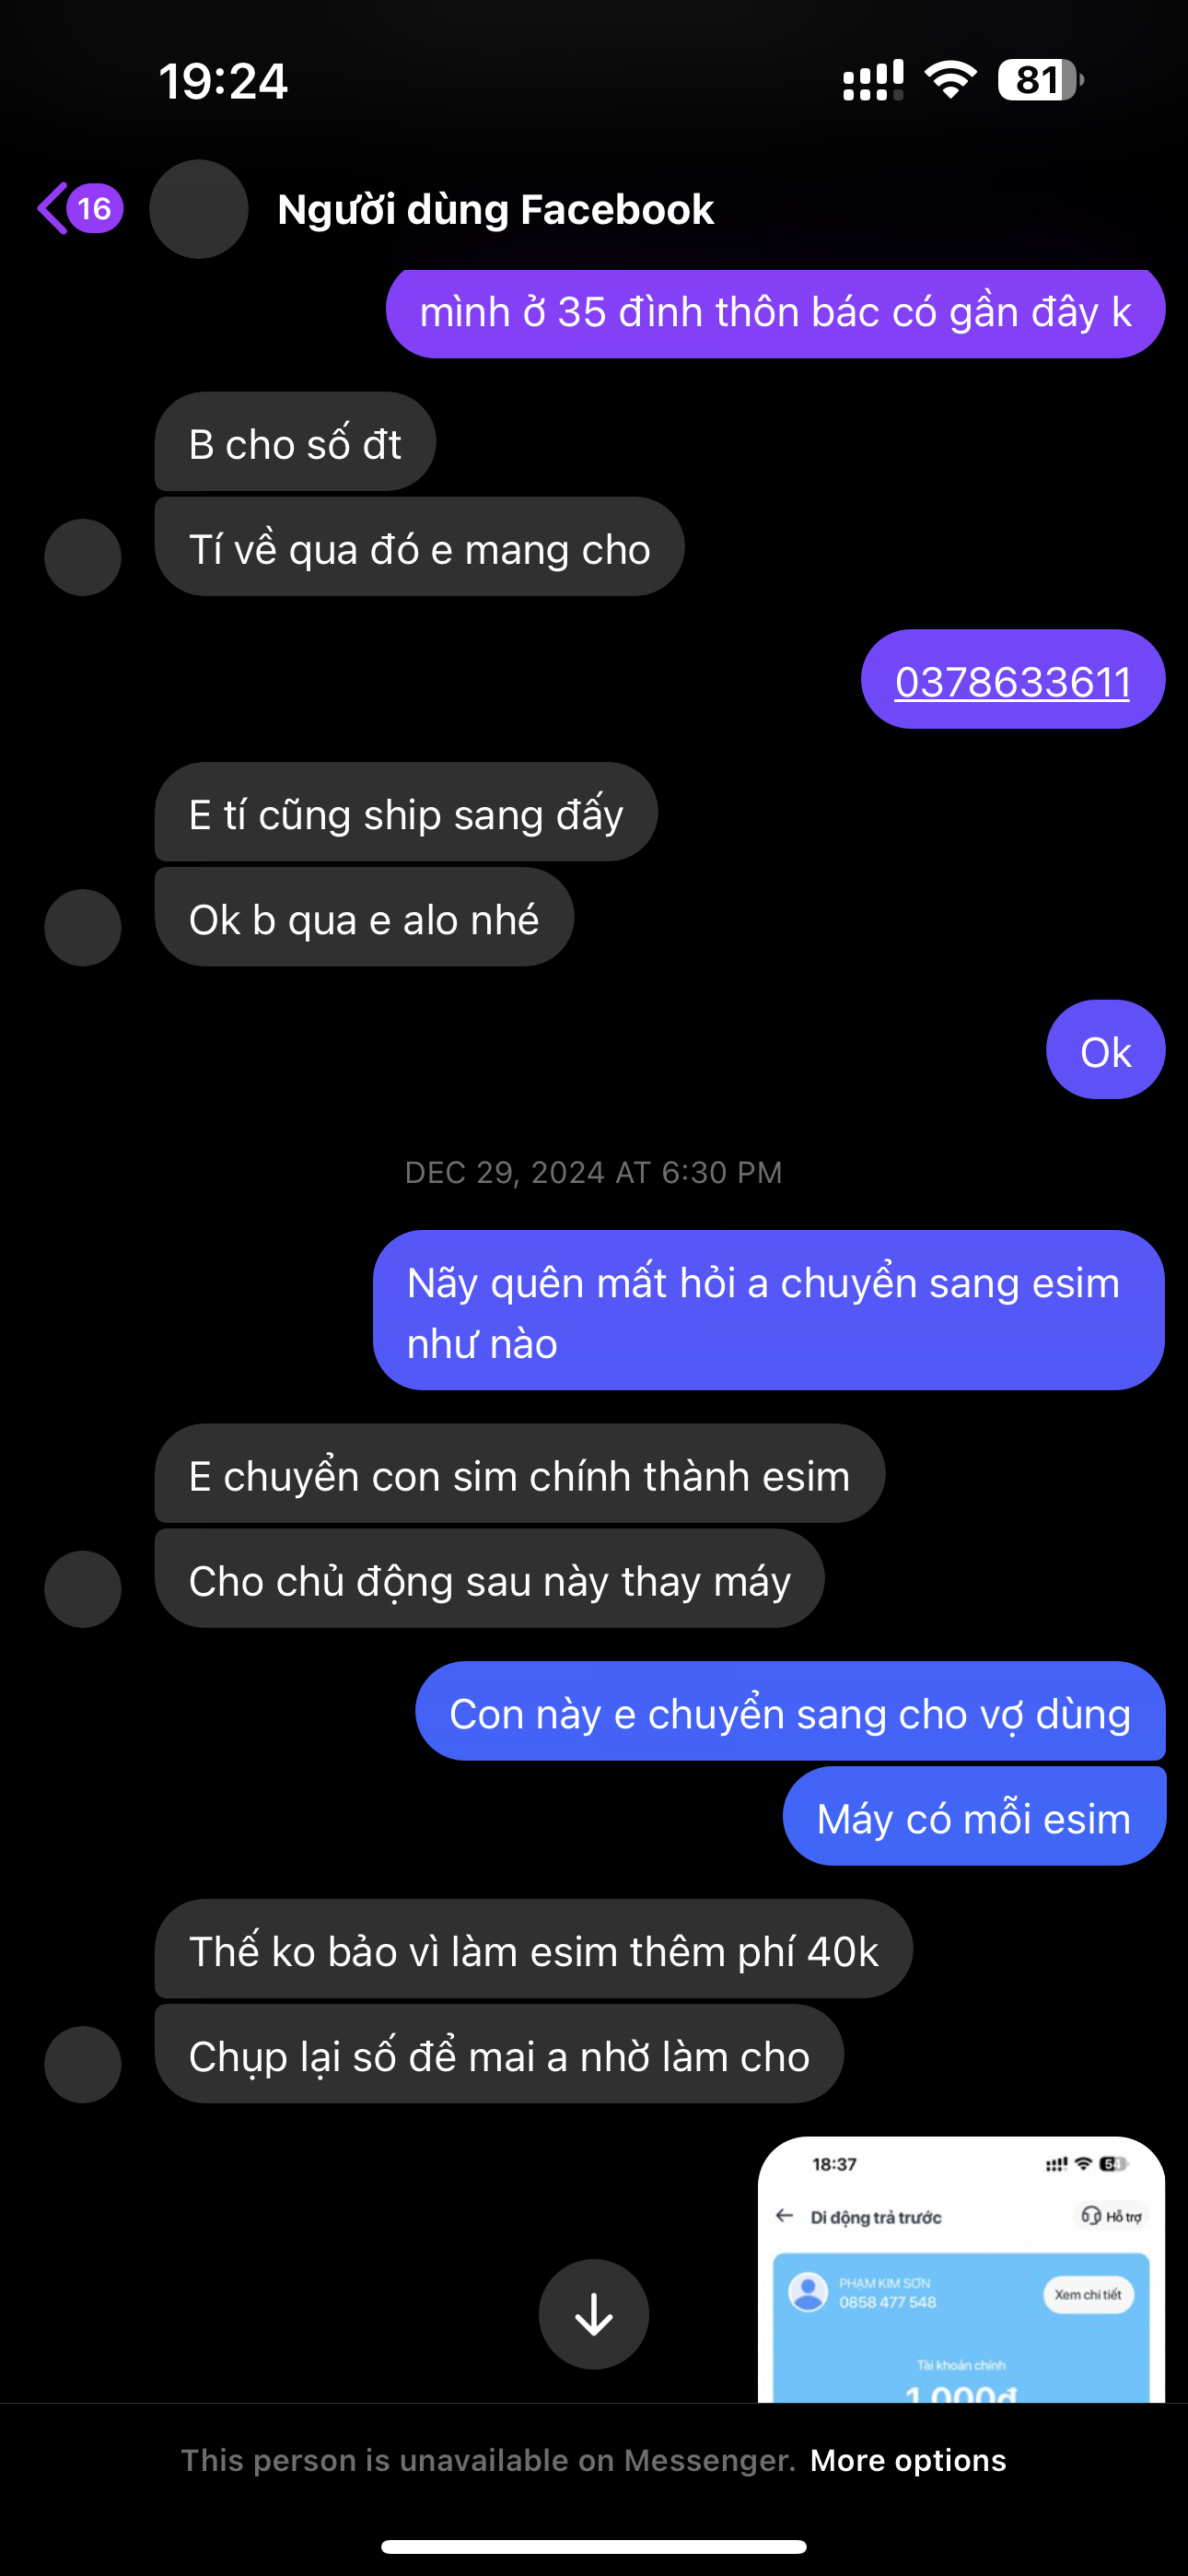 19:24
81
16
Người dùng Facebook
mình ở 35 đình thôn bác có gần đây k
B cho số đt
Tí về qua đó e mang cho
0378633611
E tí cũng ship sang đấy
Ok b qua e alo nhé
Ok
DEC 29, 2024 AT 6:30 PM
Nãy quên mất hỏi a chuyển sang esim
như nào
E chuyển con sim chính thành esim
Cho chủ động sau này thay máy
Con này e chuyển sang cho vợ dùng
Máy có mỗi esim
Thế ko bảo vì làm esim thêm phí 40k
Chụp lại số để mai a nhờ làm cho
18:37
54
Di động trả trước
Hỗ trợ
PHẠM KIM SƠN
0858 477 548
Xem chi tiết
Tài khoản chính
1.000đ
This person is unavailable on Messenger. More options